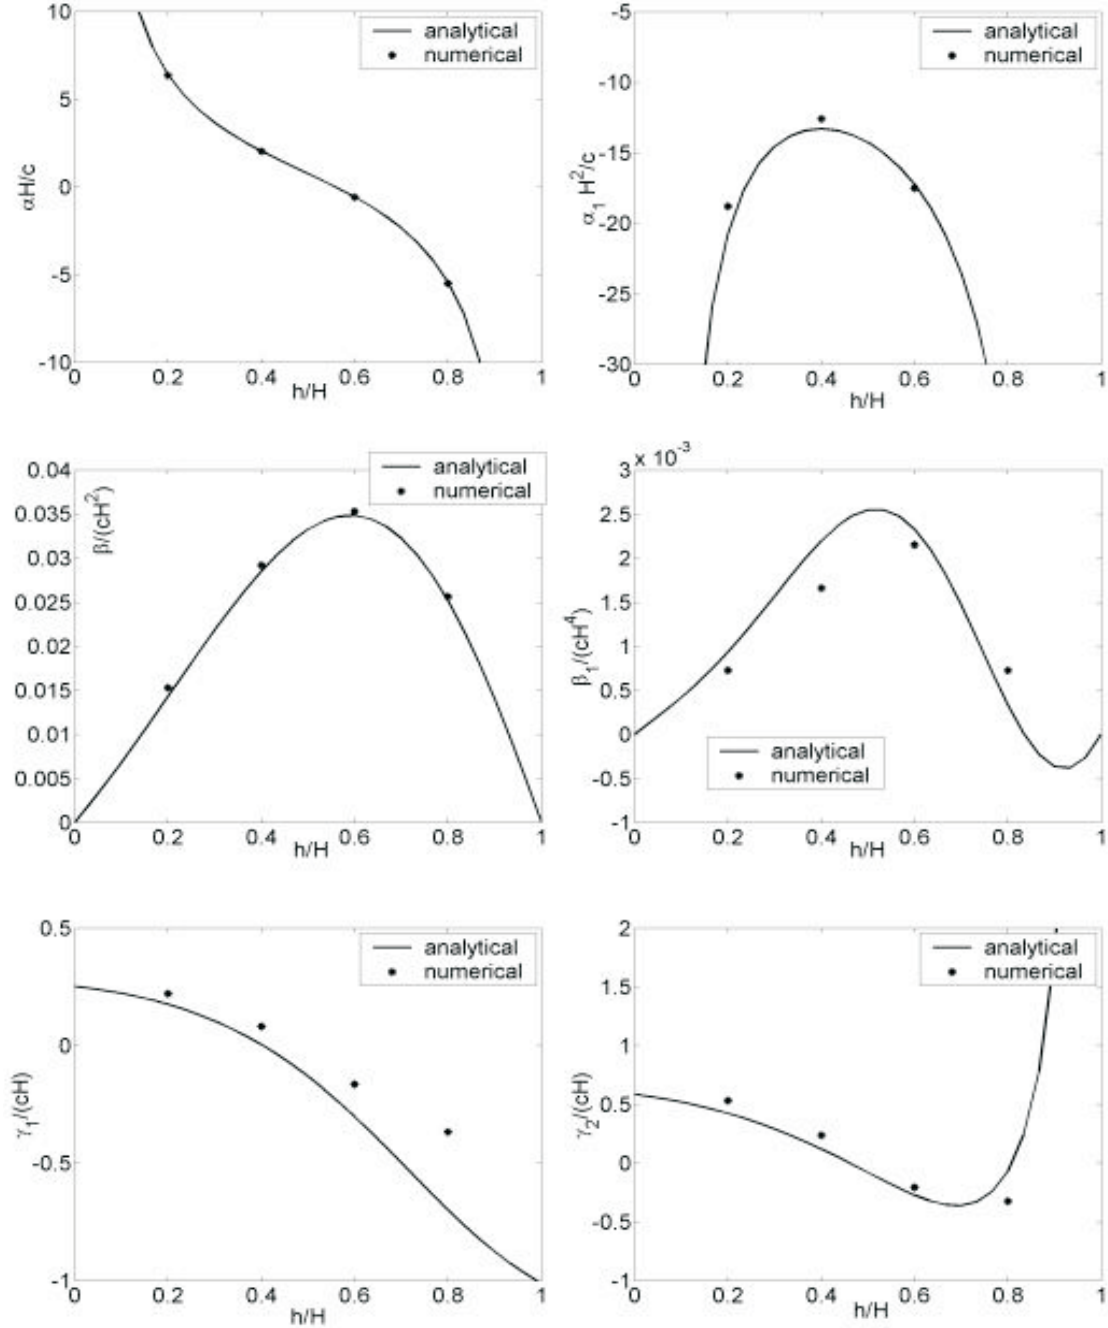 10
5
0
-5
-10
αH/c
analytical
numerical
0 0.2 0.4 0.6 0.8 1
h/H
-5
-10
-15
-20
-25
-30
α₁ H²/c
analytical
numerical
0 0.2 0.4 0.6 0.8 1
h/H
0.04
0.035
0.03
0.025
0.02
0.015
0.01
0.005
0
β/(cH²)
analytical
numerical
0 0.2 0.4 0.6 0.8 1
h/H
x 10⁻³
3
2.5
2
1.5
1
0.5
0
-0.5
-1
β₁/(cH⁴)
analytical
numerical
0 0.2 0.4 0.6 0.8 1
h/H
0.5
0
-0.5
-1
γ₁/(cH)
analytical
numerical
0 0.2 0.4 0.6 0.8 1
h/H
2
1.5
1
0.5
0
-0.5
-1
γ₂/(cH)
analytical
numerical
0 0.2 0.4 0.6 0.8 1
h/H